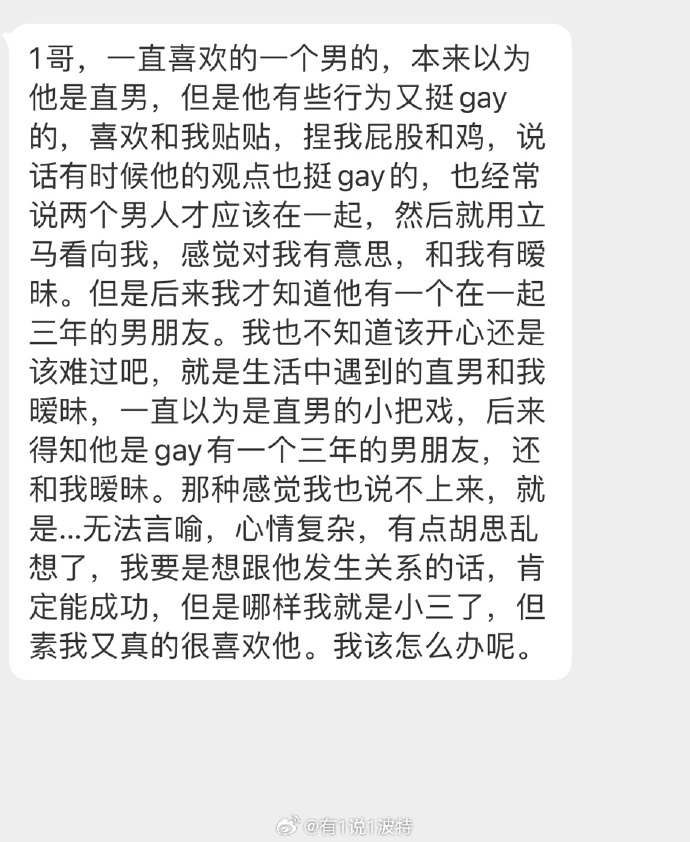 1哥，一直喜欢的一个男的，本来以为
他是直男，但是他有些行为又挺gay
的，喜欢和我贴贴，捏我屁股和鸡，说
话有时候他的观点也挺gay的，也经常
说两个男人才应该在一起，然后就用立
马看向我，感觉对我有意思，和我有暧
昧。但是后来我才知道他有一个在一起
三年的男朋友。我也不知道该开心还是
该难过吧，就是生活中遇到的直男和我
暧昧，一直以为是直男的小把戏，后来
得知他是gay有一个三年的男朋友，还
和我暧昧。那种感觉我也说不上来，就
是...无法言喻，心情复杂，有点胡思乱
想了，我要是想跟他发生关系的话，肯
定能成功，但是哪样我就是小三了，但
素我又真的很喜欢他。我该怎么办呢。
@有1说1波特